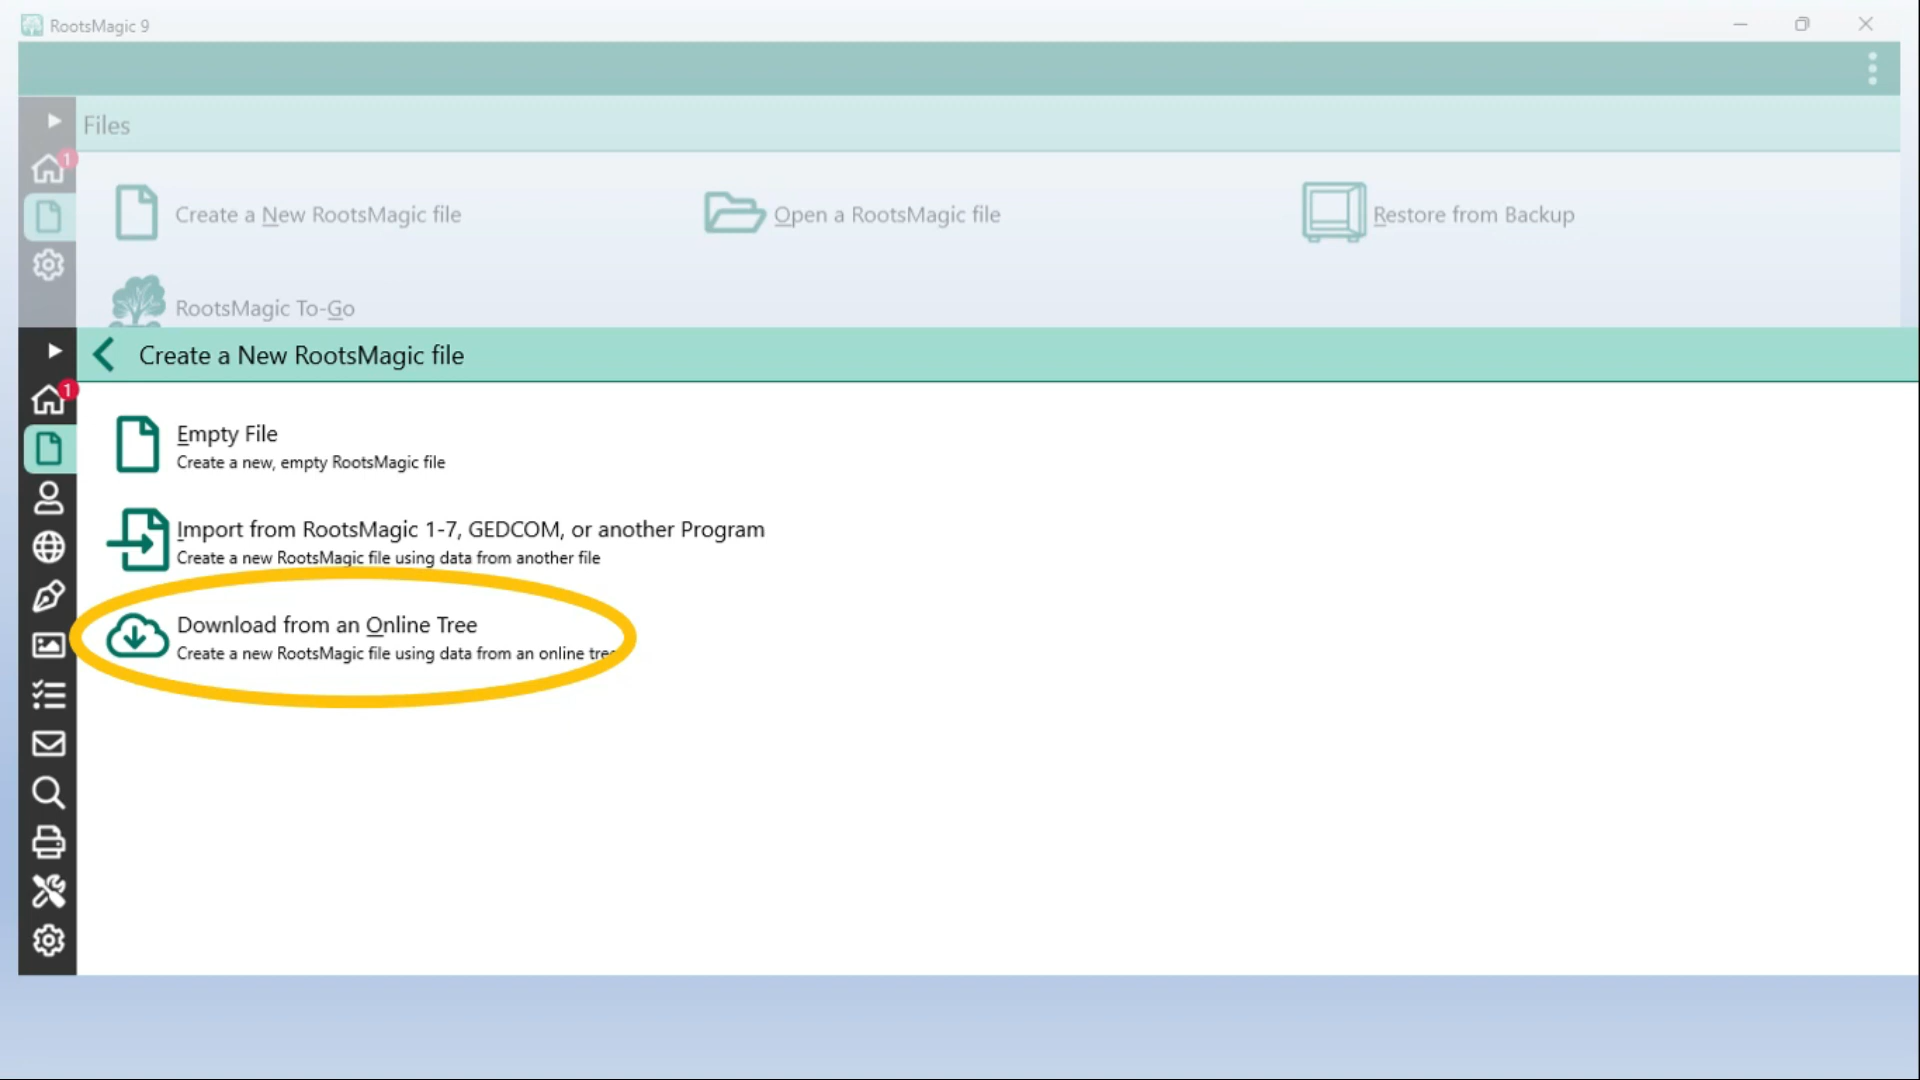 RootsMagic 9
Files
1
Create a New RootsMagic file
Open a RootsMagic file
Restore from Backup
RootsMagic To-Go
Create a New RootsMagic file
1
Empty File
Create a new, empty RootsMagic file
Import from RootsMagic 1-7, GEDCOM, or another Program
Create a new RootsMagic file using data from another file
Download from an Online Tree
Create a new RootsMagic file using data from an online tree